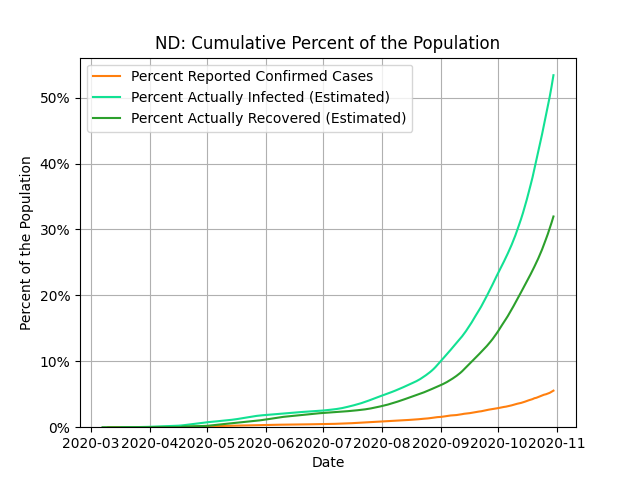 ND: Cumulative Percent of the Population
Percent Reported Confirmed Cases
Percent Actually Infected (Estimated)
Percent Actually Recovered (Estimated)
Percent of the Population
50%
40%
30%
20%
10%
0%
2020-03 2020-04 2020-05 2020-06 2020-07 2020-08 2020-09 2020-10 2020-11
Date